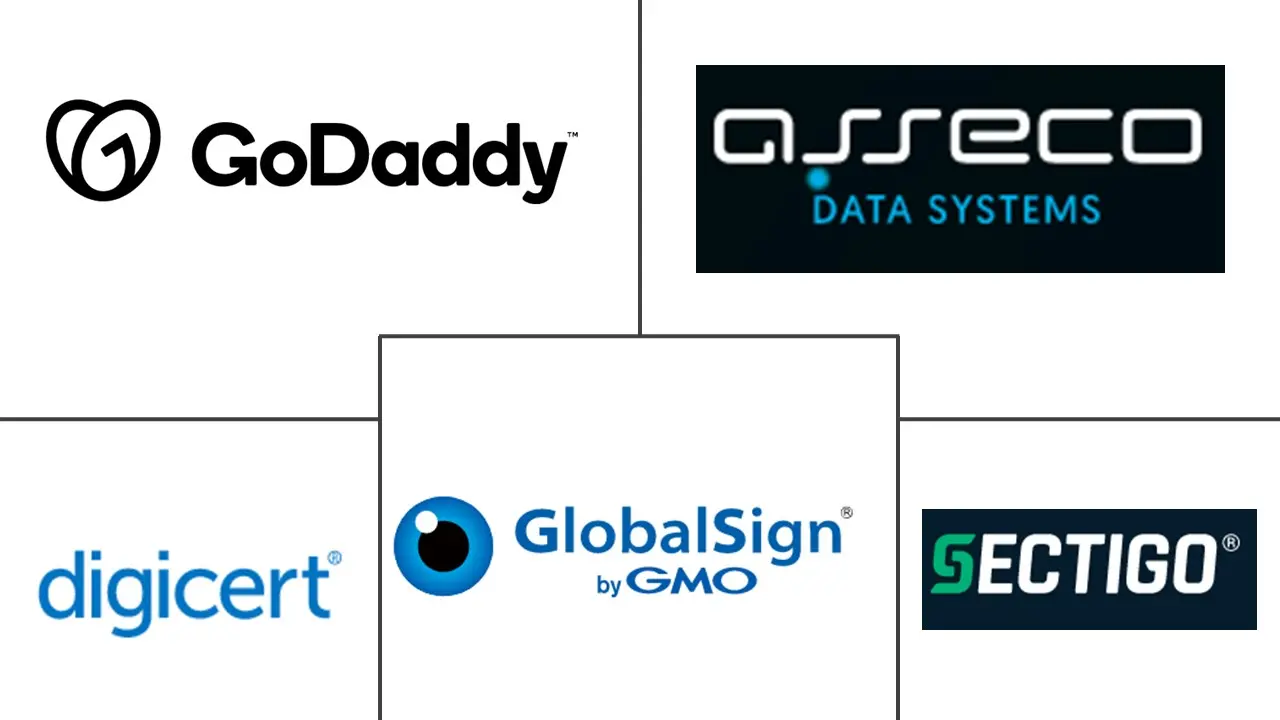 GoDaddy™
asseco
DATA SYSTEMS
digicert®
GlobalSign®
by GMO
SECTIGO®